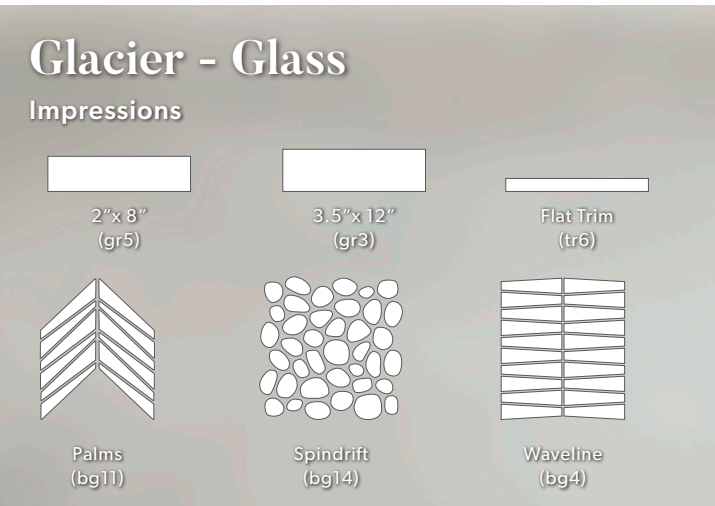 Glacier - Glass
Impressions
2"x 8"
(gr5)
3.5"x 12"
(gr3)
Flat Trim
(tr6)
Palms
(bg11)
Spindrift
(bg14)
Waveline
(bg4)